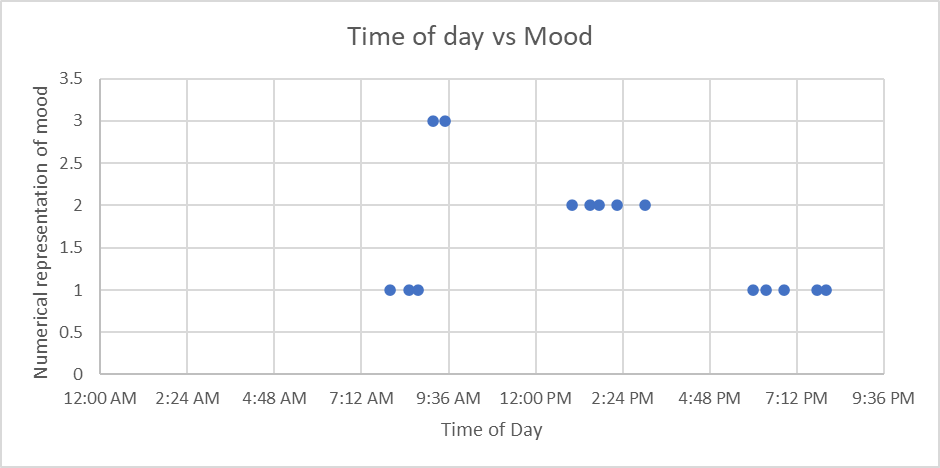 Time of day vs Mood
Numerical representation of mood
3.5
3
2.5
2
1.5
1
0.5
0
12:00 AM 2:24 AM 4:48 AM 7:12 AM 9:36 AM 12:00 PM 2:24 PM 4:48 PM 7:12 PM 9:36 PM
Time of Day